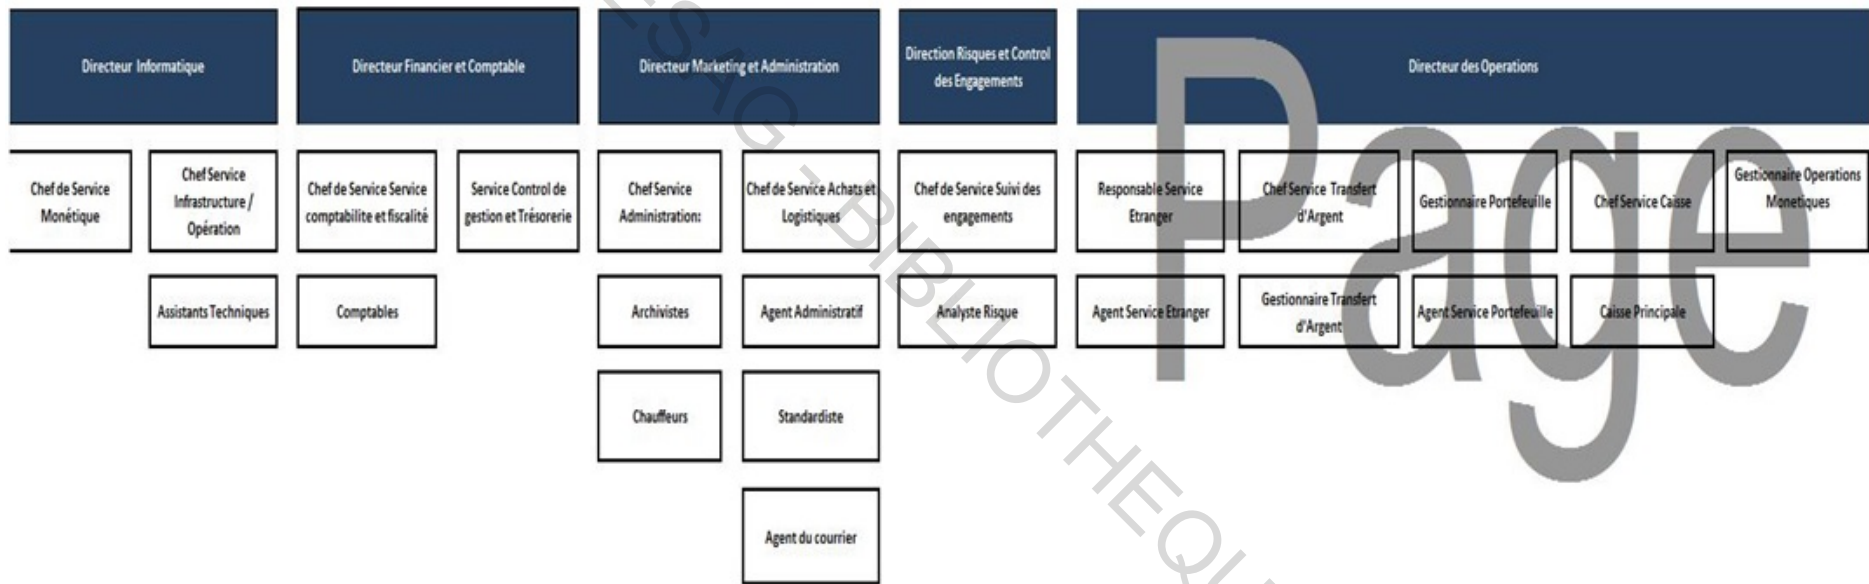 Directeur Informatique
Directeur Financier et Comptable
Directeur Marketing et Administration
Direction Risques et Control
des Engagements
Directeur des Operations
Chef de Service
Monétique
Chef Service
Infrastructure /
Opération
Chef de Service Service
comptabilite et fiscalité
Service Control de
gestion et Trésorerie
Chef Service
Administration:
Chef de Service Achats et
Logistiques
Chef de Service Suivi des
engagements
Responsable Service
Etranger
Chef Service Transfert
d'Argent
Gestionnaire Portefeuille
Chef Service Caisse
Gestionnaire Operations
Monetiques
Assistants Techniques
Comptables
Archivistes
Agent Administratif
Analyste Risque
Agent Service Etranger
Gestionnaire Transfert
d'Argent
Agent Service Portefeuille
Caisse Principale
Chauffeurs
Standardiste
Agent du courrier
Page